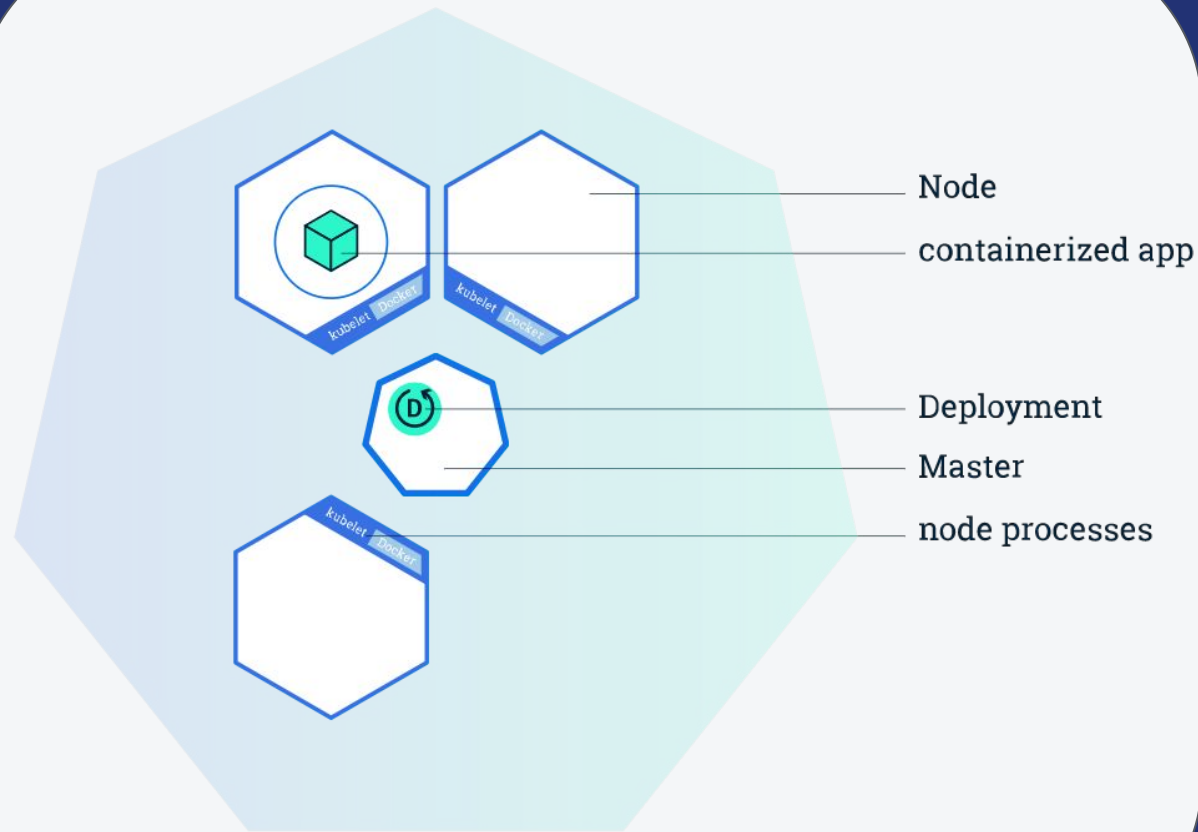 Node
containerized app
kubelet Docker
kubelet Docker
D
Deployment
Master
kubelet Docker
node processes